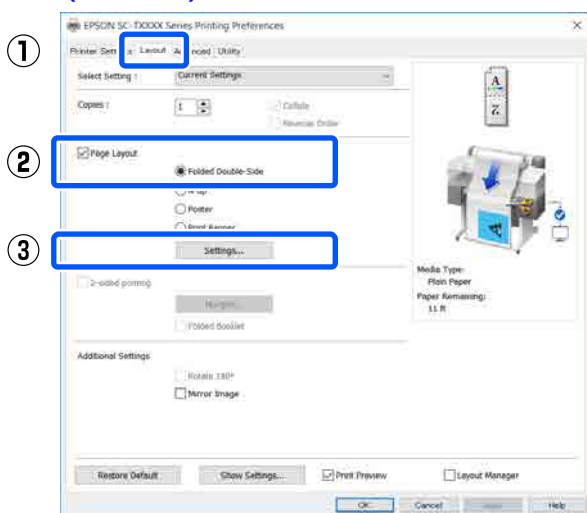 EPSON SC-TXXXX Series Printing Preferences
① Layout Utility
Select Setting : Current Settings
Copies : 1 Collate
Reverse Order
② Page Layout
Folded Double-Side
Poster
Print Banner
③ Settings...
2-sided printing
Margins...
Folded Booklet
Additional Settings
Rotate 180°
Mirror Image
A
Z
Media Type:
Plain Paper
Paper Remaining:
11 ft
Restore Default Show Settings... Print Preview Layout Manager
OK Cancel Help